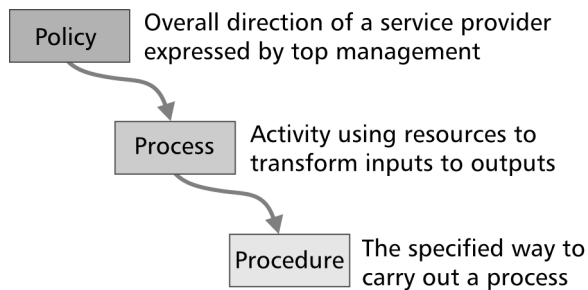 Policy
Overall direction of a service provider
expressed by top management
Process
Activity using resources to
transform inputs to outputs
Procedure
The specified way to
carry out a process